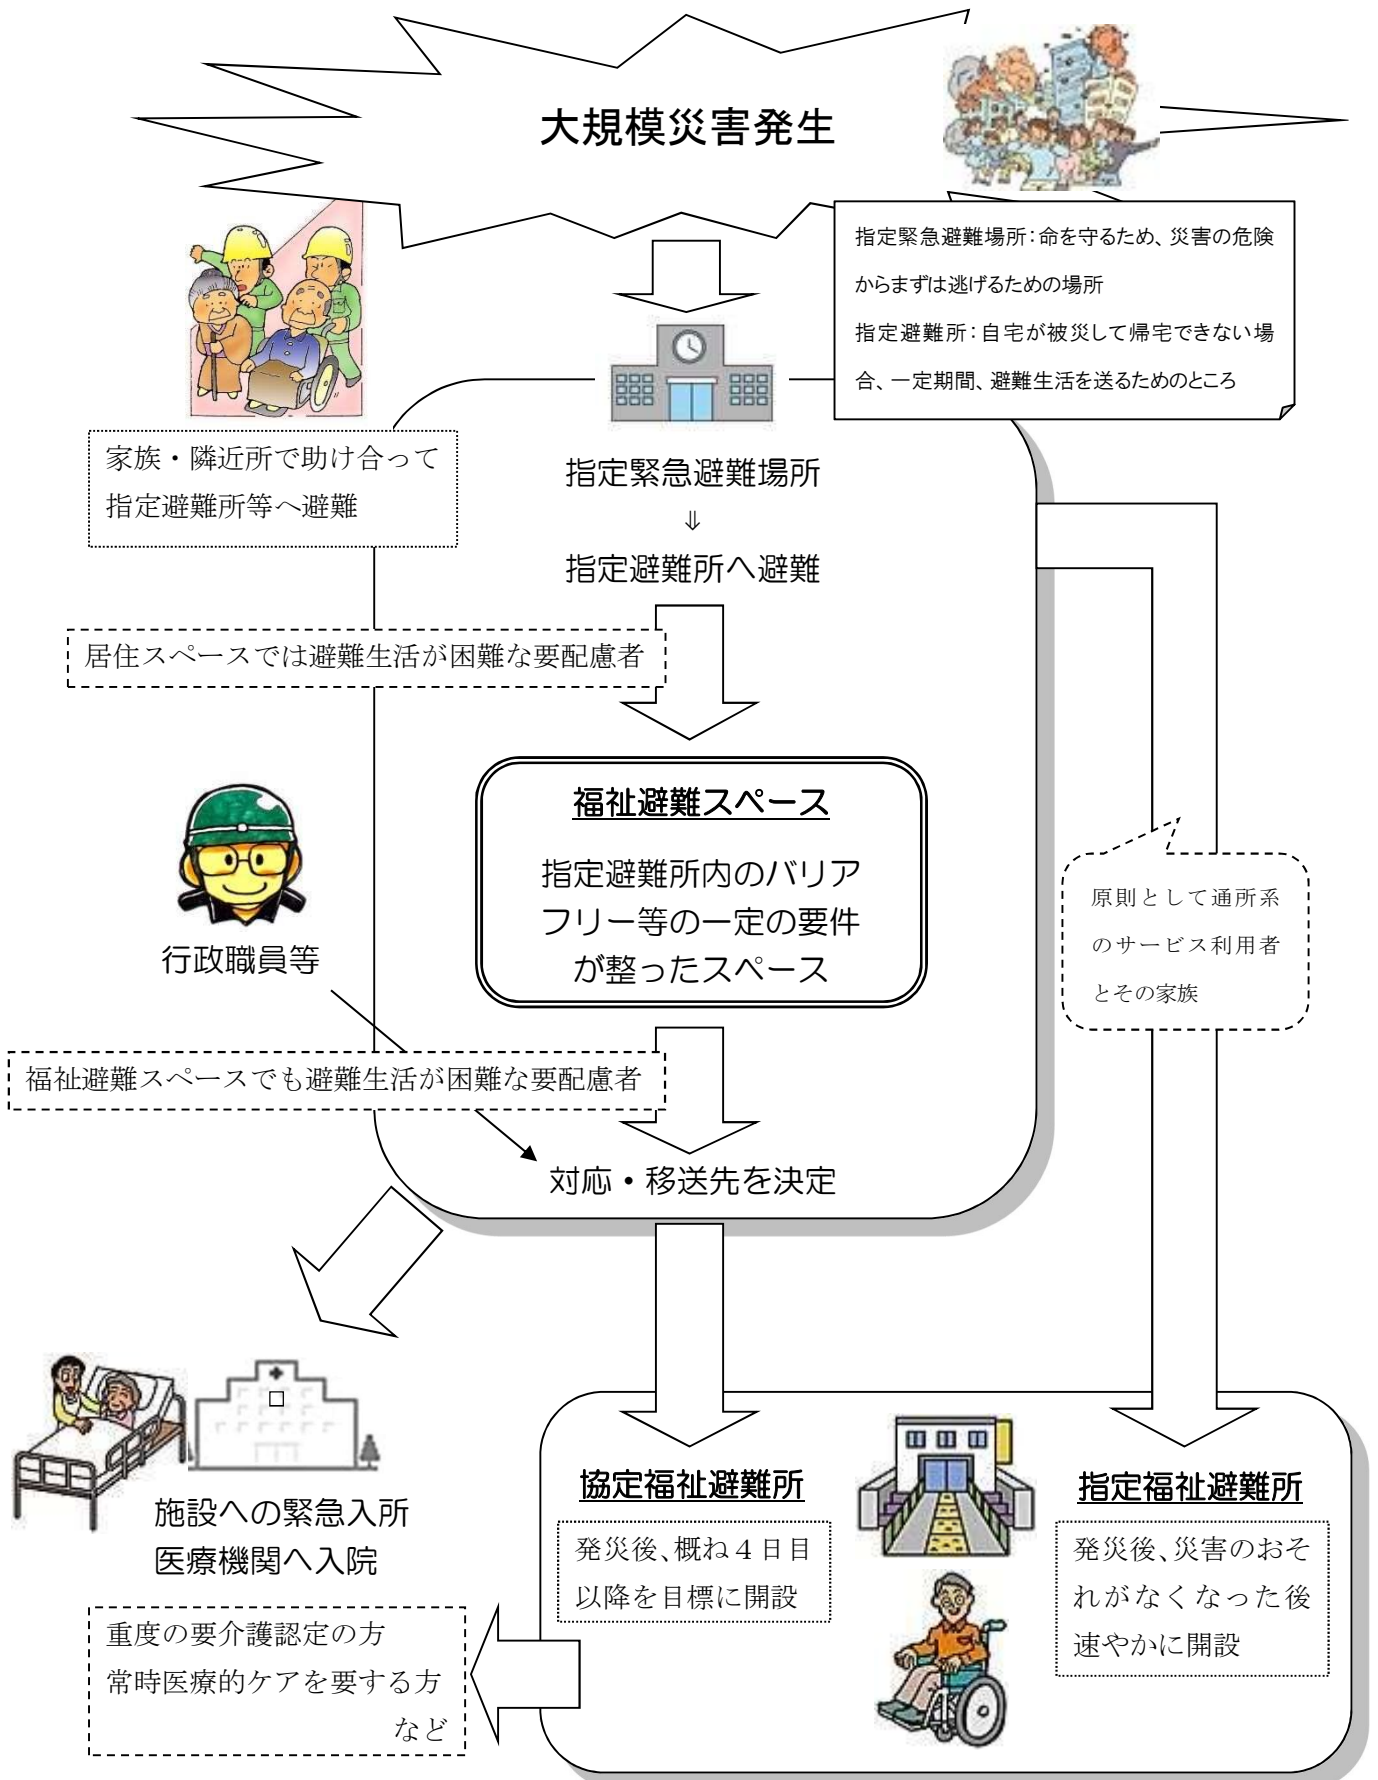 大規模災害発生
指定緊急避難場所：命を守るため、災害の危険
からまずは逃げるための場所
指定避難所：自宅が被災して帰宅できない場
合、一定期間、避難生活を送るためのところ
家族・隣近所で助け合って
指定避難所等へ避難
指定緊急避難場所
⇓
指定避難所へ避難
居住スペースでは避難生活が困難な要配慮者
福祉避難スペース
指定避難所内のバリア
フリー等の一定の要件
が整ったスペース
行政職員等
原則として通所系
のサービス利用者
とその家族
福祉避難スペースでも避難生活が困難な要配慮者
対応・移送先を決定
施設への緊急入所
医療機関へ入院
重度の要介護認定の方
常時医療的ケアを要する方
など
協定福祉避難所
発災後、概ね４日目
以降を目標に開設
指定福祉避難所
発災後、災害のおそ
れがなくなった後
速やかに開設